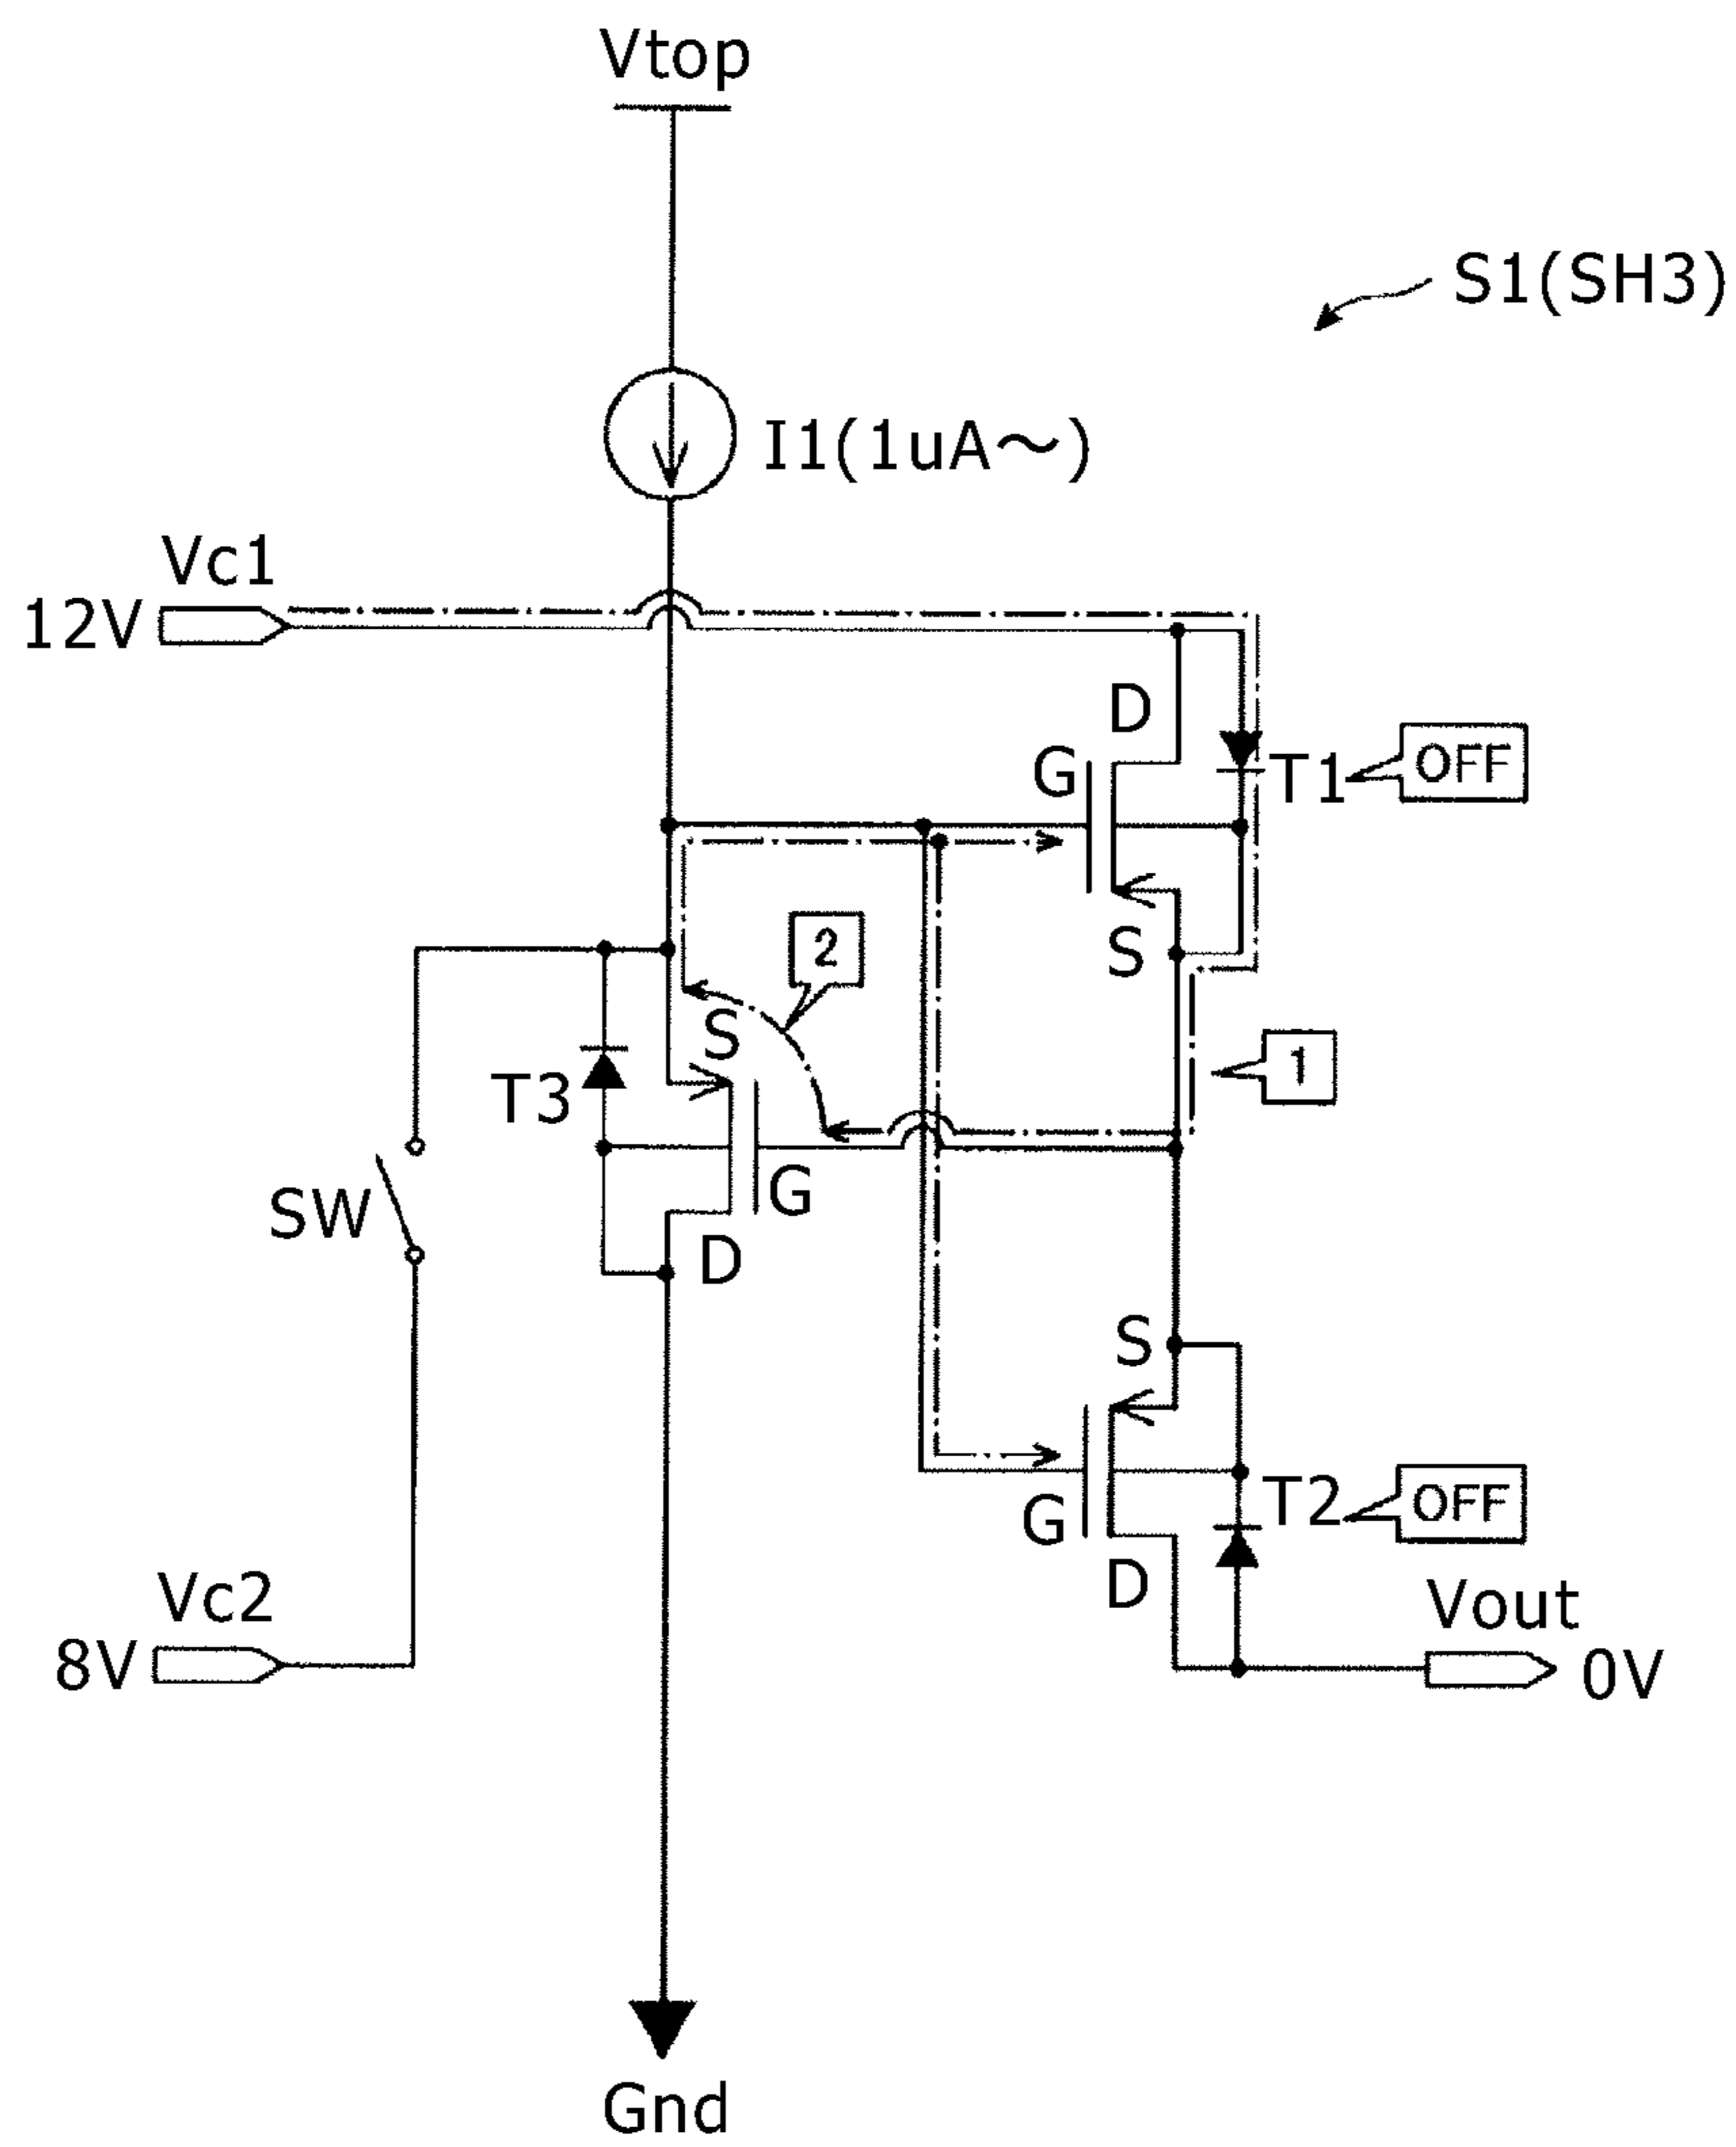 Vtop
S1(SH3)
I1(1uA～)
Vc1
12V
D
G
T1
OFF
S
2
S
1
T3
G
SW
D
S
T2
OFF
G
D
Vc2
8V
Vout
0V
Gnd